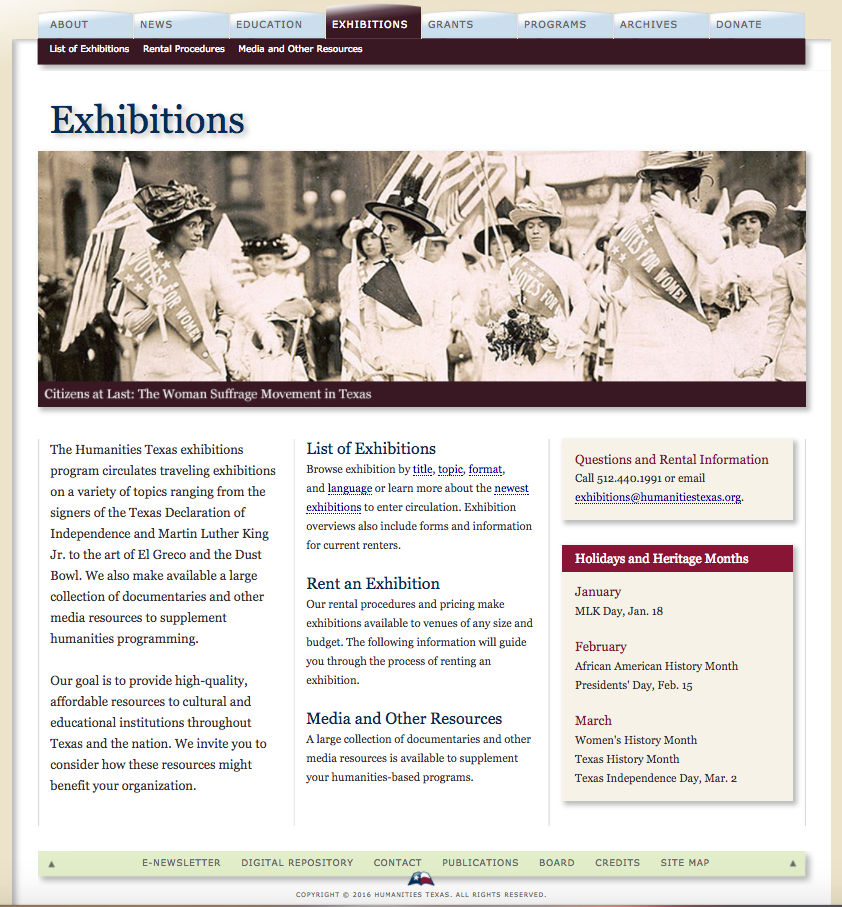 ABOUT NEWS EDUCATION EXHIBITIONS GRANTS PROGRAMS ARCHIVES DONATE
List of Exhibitions Rental Procedures Media and Other Resources
Exhibitions
VOTES FOR WOMEN
VOTES FOR
VOTES FOR WOMEN
Citizens at Last: The Woman Suffrage Movement in Texas
The Humanities Texas exhibitions
program circulates traveling exhibitions
on a variety of topics ranging from the
signers of the Texas Declaration of
Independence and Martin Luther King
Jr. to the art of El Greco and the Dust
Bowl. We also make available a large
collection of documentaries and other
media resources to supplement
humanities programming.
Our goal is to provide high-quality,
affordable resources to cultural and
educational institutions throughout
Texas and the nation. We invite you to
consider how these resources might
benefit your organization.
List of Exhibitions
Browse exhibition by title, topic, format,
and language or learn more about the newest
exhibitions to enter circulation. Exhibition
overviews also include forms and information
for current renters.
Rent an Exhibition
Our rental procedures and pricing make
exhibitions available to venues of any size and
budget. The following information will guide
you through the process of renting an
exhibition.
Media and Other Resources
A large collection of documentaries and other
media resources is available to supplement
your humanities-based programs.
Questions and Rental Information
Call 512.440.1991 or email
exhibitions@humanitiestexas.org.
Holidays and Heritage Months
January
MLK Day, Jan. 18
February
African American History Month
Presidents' Day, Feb. 15
March
Women's History Month
Texas History Month
Texas Independence Day, Mar. 2
E-NEWSLETTER DIGITAL REPOSITORY CONTACT PUBLICATIONS BOARD CREDITS SITE MAP
COPYRIGHT © 2016 HUMANITIES TEXAS. ALL RIGHTS RESERVED.